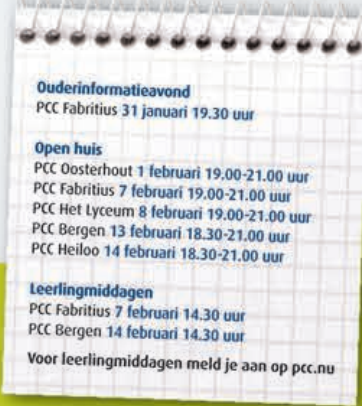 Ouderinformatieavond
PCC Fabritius 31 januari 19.30 uur
Open huis
PCC Oosterhout 1 februari 19.00-21.00 uur
PCC Fabritius 7 februari 19.00-21.00 uur
PCC Het Lyceum 8 februari 19.00-21.00 uur
PCC Bergen 13 februari 18.30-21.00 uur
PCC Heiloo 14 februari 18.30-21.00 uur
Leerlingmiddagen
PCC Fabritius 7 februari 14.30 uur
PCC Bergen 14 februari 14.30 uur
Voor leerlingmiddagen meld je aan op pcc.nu